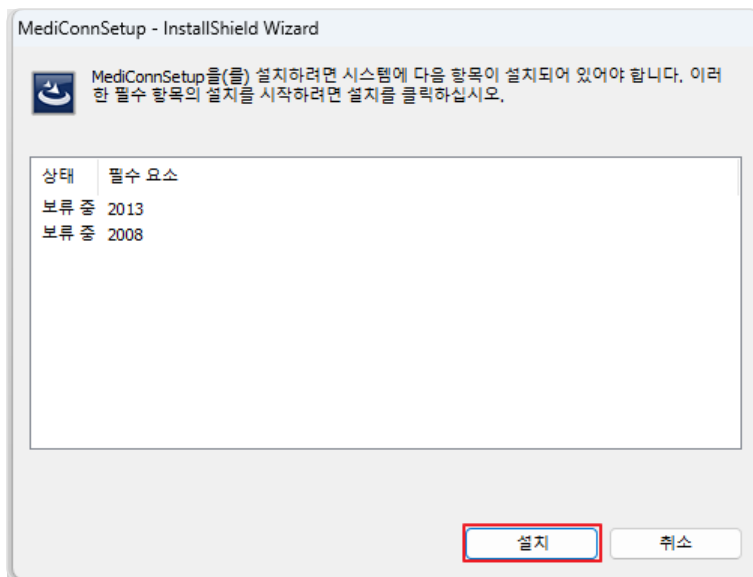 MediConnSetup - InstallShield Wizard
MediConnSetup을(를) 설치하려면 시스템에 다음 항목이 설치되어 있어야 합니다. 이러
한 필수 항목의 설치를 시작하려면 설치를 클릭하십시오.
상태 필수 요소
보류 중 2013
보류 중 2008
설치 취소